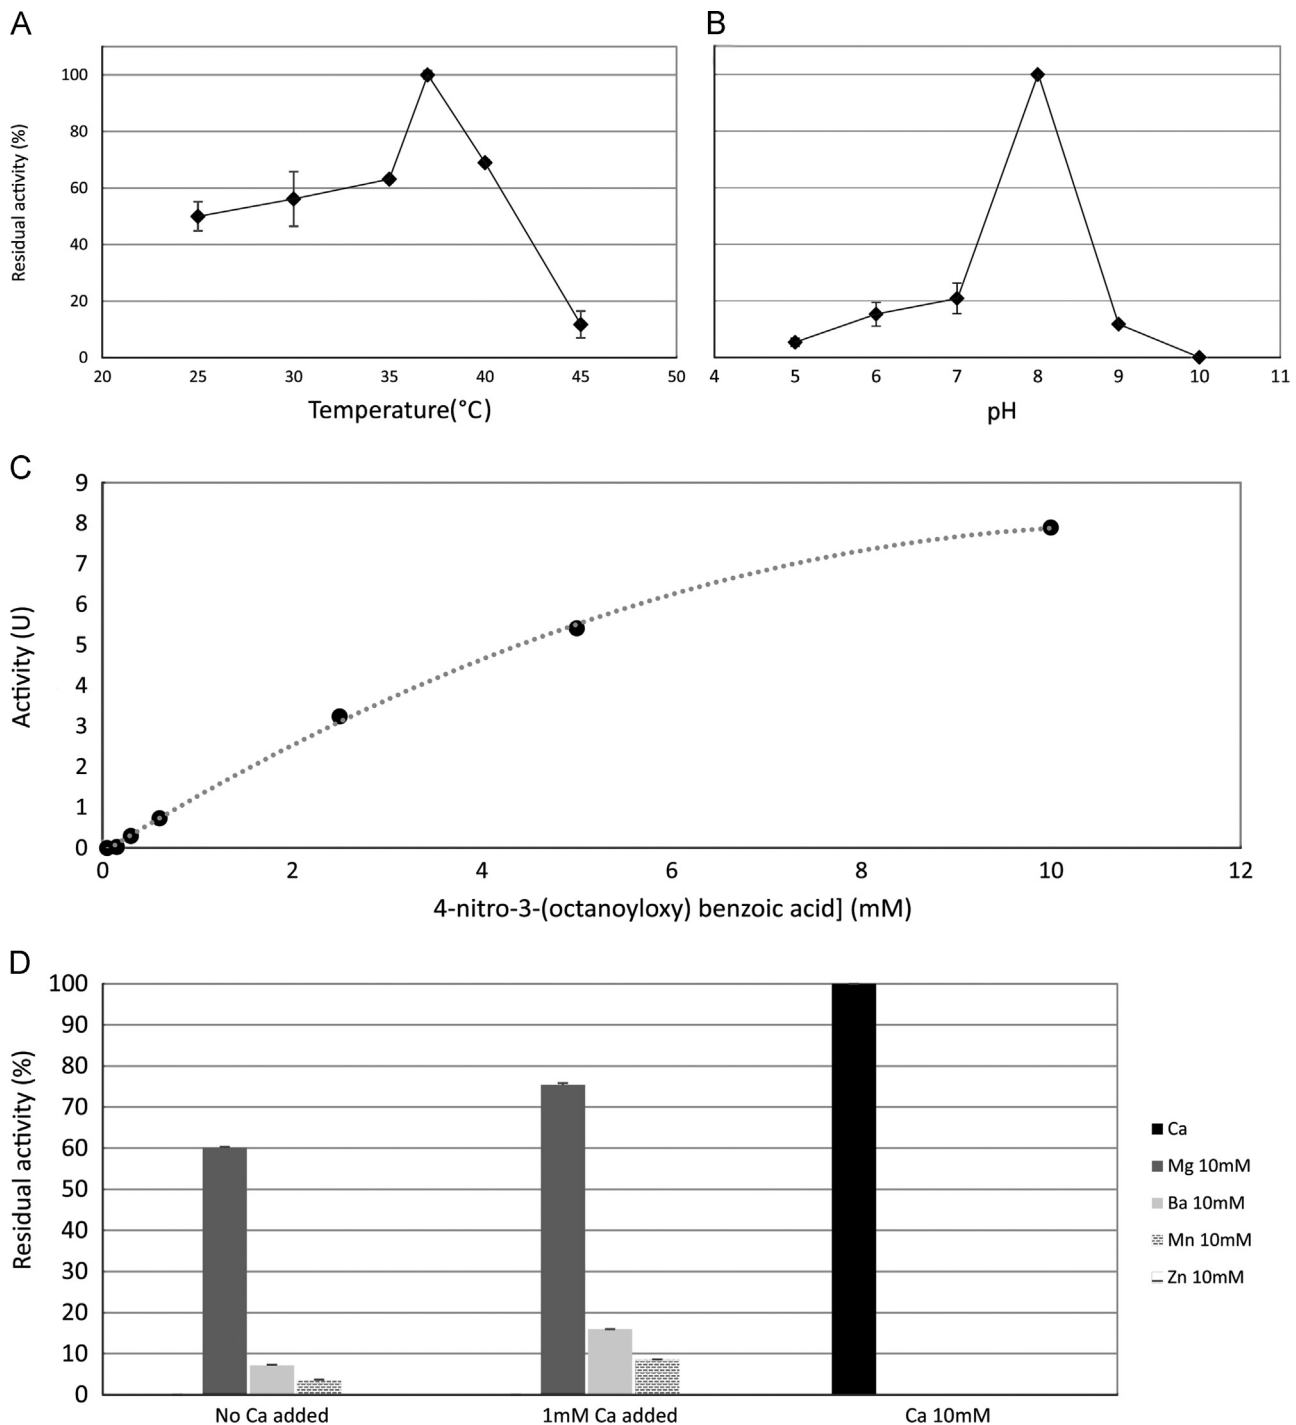 A
B
Residual activity (%)
100
80
60
40
20
0
20 25 30 35 40 45 50
Temperature(°C)
4 5 6 7 8 9 10 11
pH
C
Activity (U)
9
8
7
6
5
4
3
2
1
0
0 2 4 6 8 10 12
4-nitro-3-(octanoyloxy) benzoic acid] (mM)
D
Residual activity (%)
100
90
80
70
60
50
40
30
20
10
0
No Ca added 1mM Ca added Ca 10mM
Ca
Mg 10mM
Ba 10mM
Mn 10mM
Zn 10mM